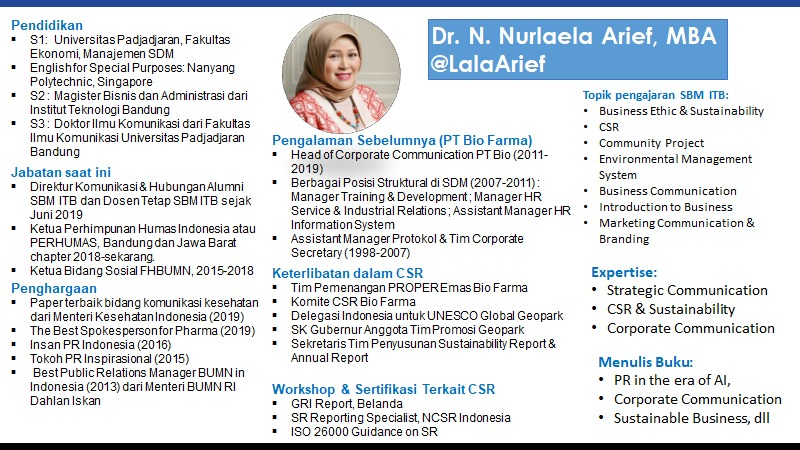 Pendidikan
▪ S1: Universitas Padjadjaran, Fakultas
Ekonomi, Manajemen SDM
▪ English for Special Purposes: Nanyang
Polytechnic, Singapore
▪ S2 : Magister Bisnis dan Administrasi dari
Institut Teknologi Bandung
▪ S3 : Doktor Ilmu Komunikasi dari Fakultas
Ilmu Komunikasi Universitas Padjadjaran
Bandung
Jabatan saat ini
▪ Direktur Komunikasi & Hubungan Alumni
SBM ITB dan Dosen Tetap SBM ITB sejak
Juni 2019
▪ Ketua Perhimpunan Humas Indonesia atau
PERHUMAS, Bandung dan Jawa Barat
chapter 2018-sekarang.
▪ Ketua Bidang Sosial FHBUMN, 2015-2018
Penghargaan
▪ Paper terbaik bidang komunikasi kesehatan
dari Menteri Kesehatan Indonesia (2019)
▪ The Best Spokesperson for Pharma (2019)
▪ Insan PR Indonesia (2016)
▪ Tokoh PR Inspirasional (2015)
▪ Best Public Relations Manager BUMN in
Indonesia (2013) dari Menteri BUMN RI
Dahlan Iskan
Pengalaman Sebelumnya (PT Bio Farma)
▪ Head of Corporate Communication PT Bio (2011-
2019)
▪ Berbagai Posisi Struktural di SDM (2007-2011) :
Manager Training & Development ; Manager HR
Service & Industrial Relations ; Assistant Manager HR
Information System
▪ Assistant Manager Protokol & Tim Corporate
Secretary (1998-2007)
Keterlibatan dalam CSR
▪ Tim Pemenangan PROPER Emas Bio Farma
▪ Komite CSR Bio Farma
▪ Delegasi Indonesia untuk UNESCO Global Geopark
▪ SK Gubernur Anggota Tim Promosi Geopark
▪ Sekretaris Tim Penyusunan Sustainability Report &
Annual Report
Workshop & Sertifikasi Terkait CSR
▪ GRI Report, Belanda
▪ SR Reporting Specialist, NCSR Indonesia
▪ ISO 26000 Guidance on SR
Dr. N. Nurlaela Arief, MBA
@LalaArief
Topik pengajaran SBM ITB:
• Business Ethic & Sustainability
• CSR
• Community Project
• Environmental Management
System
• Business Communication
• Introduction to Business
• Marketing Communication &
Branding
Expertise:
• Strategic Communication
• CSR & Sustainability
• Corporate Communication
Menulis Buku:
• PR in the era of AI,
• Corporate Communication
• Sustainable Business, dll